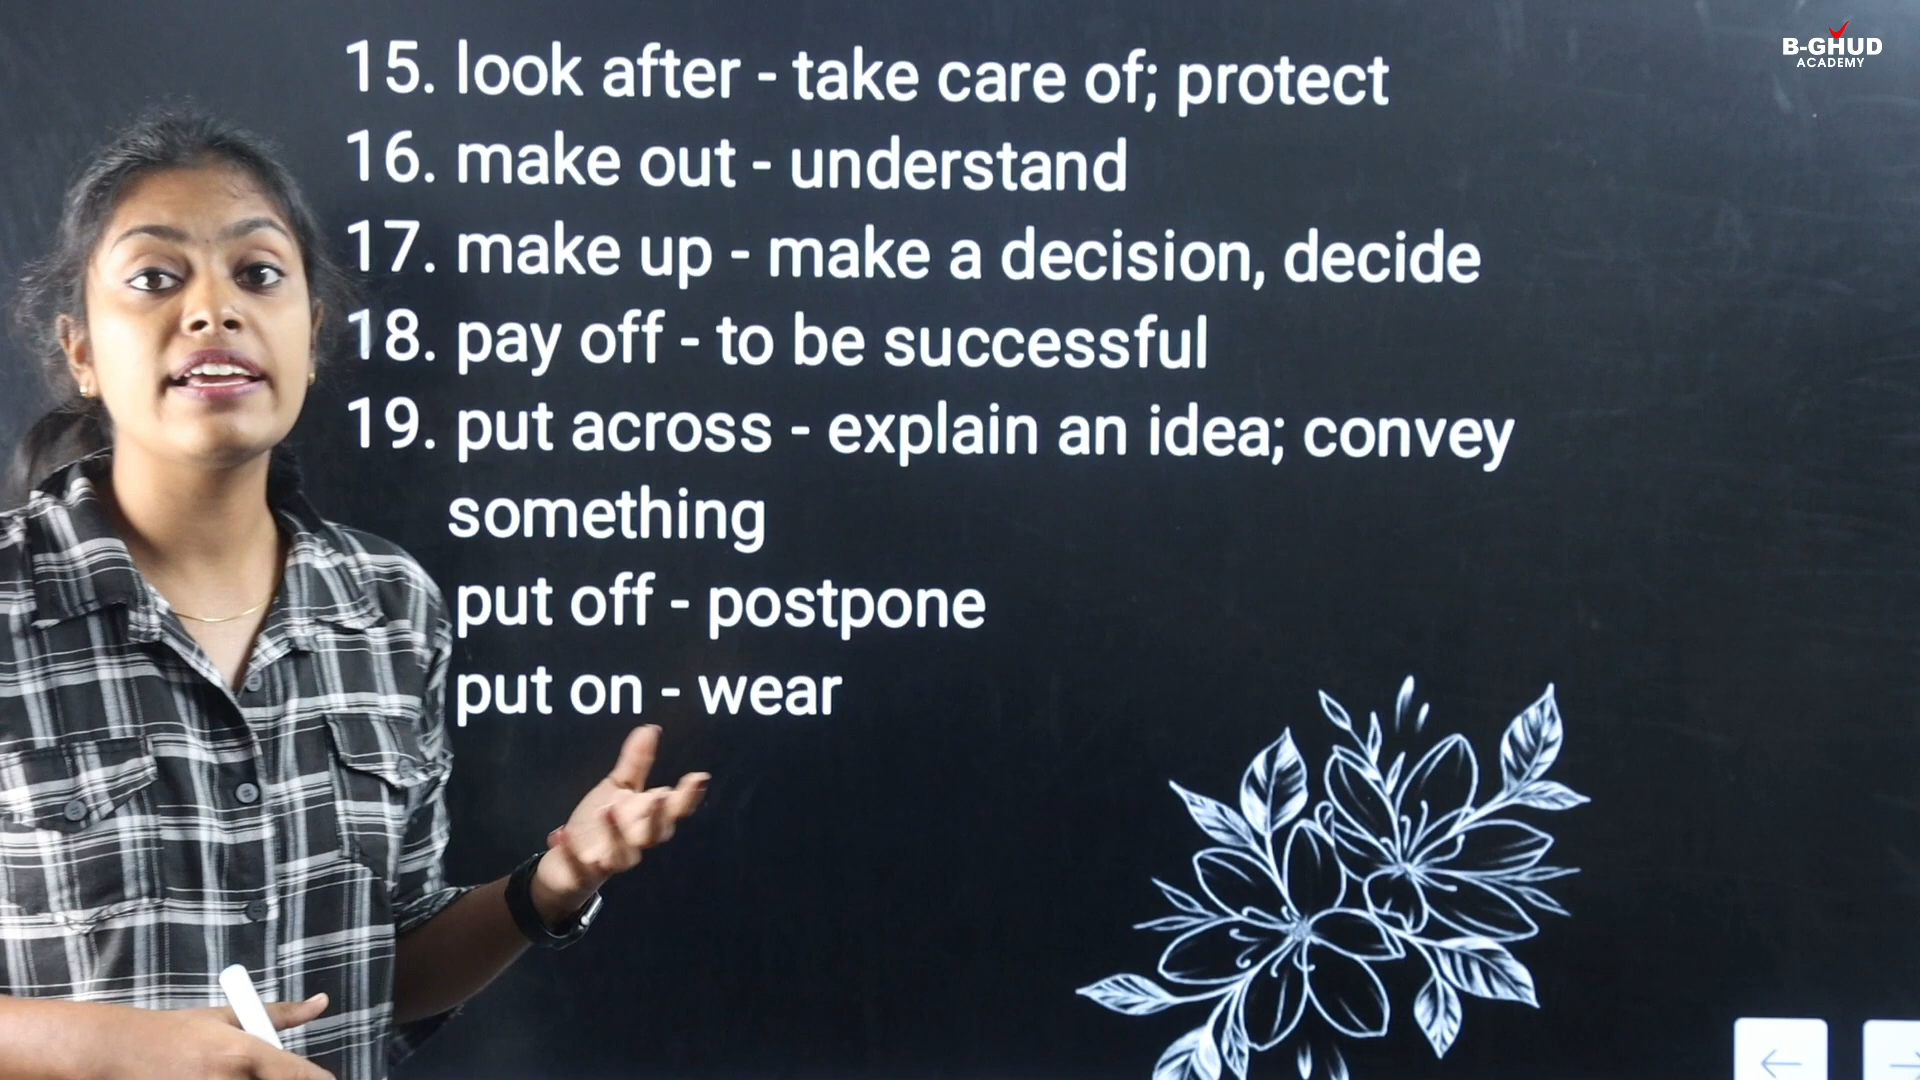 B-GHUD
ACADEMY
15. look after - take care of; protect
16. make out - understand
17. make up - make a decision, decide
18. pay off - to be successful
19. put across - explain an idea; convey
something
put off - postpone
put on - wear